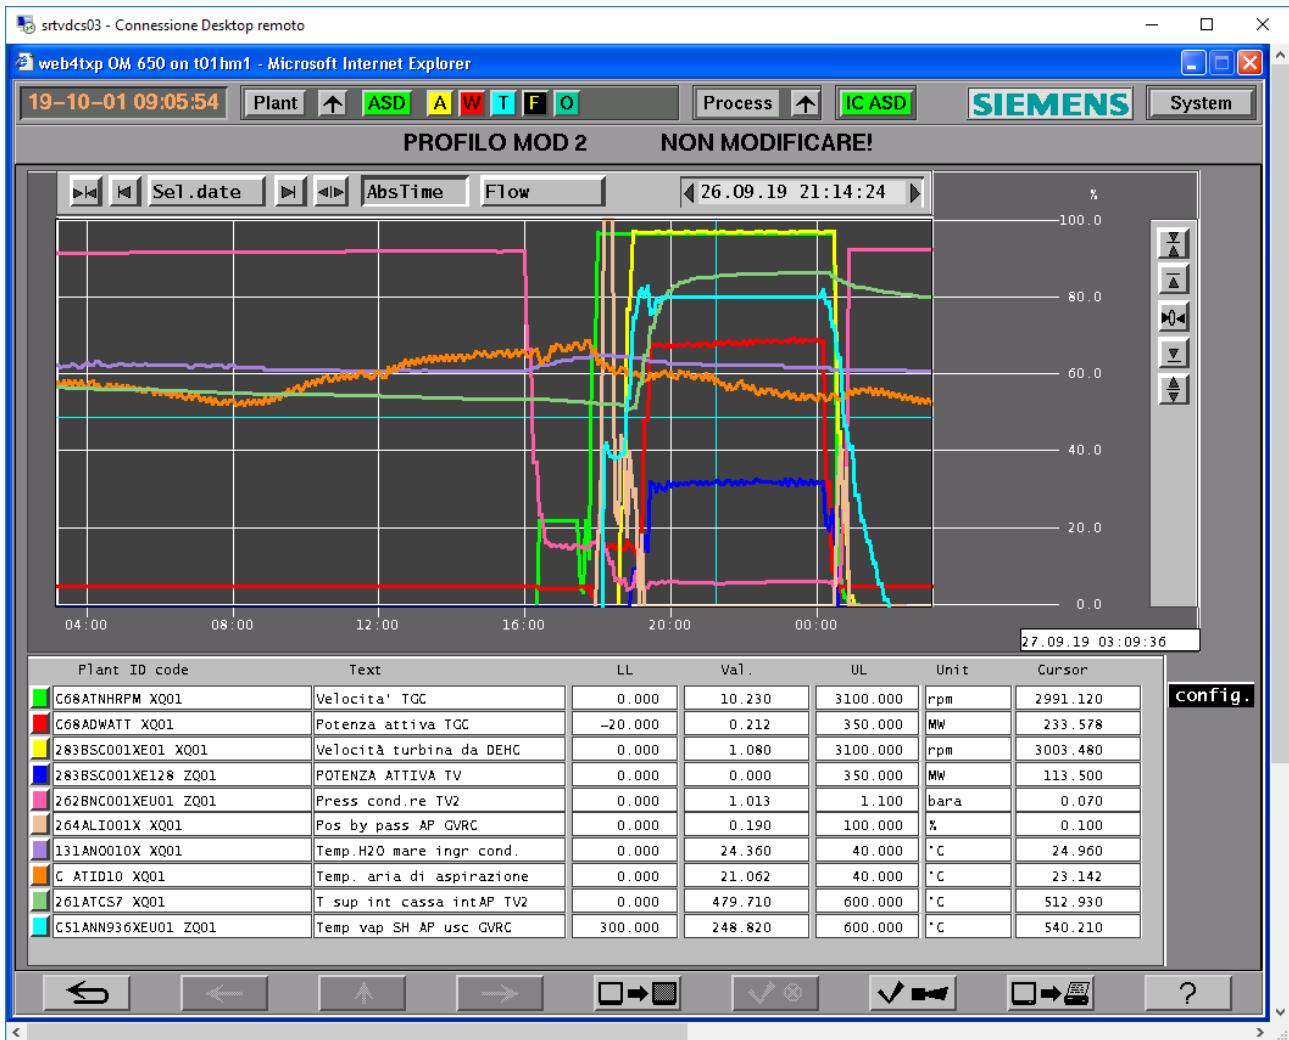 srtvdcs03 - Connessione Desktop remoto
web4txp OM 650 on t01hm1 - Microsoft Internet Explorer
19-10-01 09:05:54 Plant ASD A W T F O Process IC ASD SIEMENS System
PROFILO MOD 2 NON MODIFICARE!
Sel.date AbsTime Flow 26.09.19 21:14:24
%
100.0
80.0
60.0
40.0
20.0
0.0
04:00 08:00 12:00 16:00 20:00 00:00
27.09.19 03:09:36
Plant ID code Text LL Val. UL Unit Cursor
C68ATNHRPM XQ01 Velocita' TGC 0.000 10.230 3100.000 rpm 2991.120
C68ADWATT XQ01 Potenza attiva TGC -20.000 0.212 350.000 MW 233.578
283BSC001XE01 XQ01 Velocità turbina da DEHC 0.000 1.080 3100.000 rpm 3003.480
283BSC001XE128 ZQ01 POTENZA ATTIVA TV 0.000 0.000 350.000 MW 113.500
262BNC001XEU01 ZQ01 Press cond.re TV2 0.000 1.013 1.100 bara 0.070
264ALI001X XQ01 Pos by pass AP GVRC 0.000 0.190 100.000 % 0.100
131ANO010X XQ01 Temp.H2O mare ingr cond. 0.000 24.360 40.000 °C 24.960
C ATID10 XQ01 Temp. aria di aspirazione 0.000 21.062 40.000 °C 23.142
261ATCS7 XQ01 T sup int cassa intAP TV2 0.000 479.710 600.000 °C 512.930
C51ANN936XEU01 ZQ01 Temp vap SH AP usc GVRC 300.000 248.820 600.000 °C 540.210
config.
?